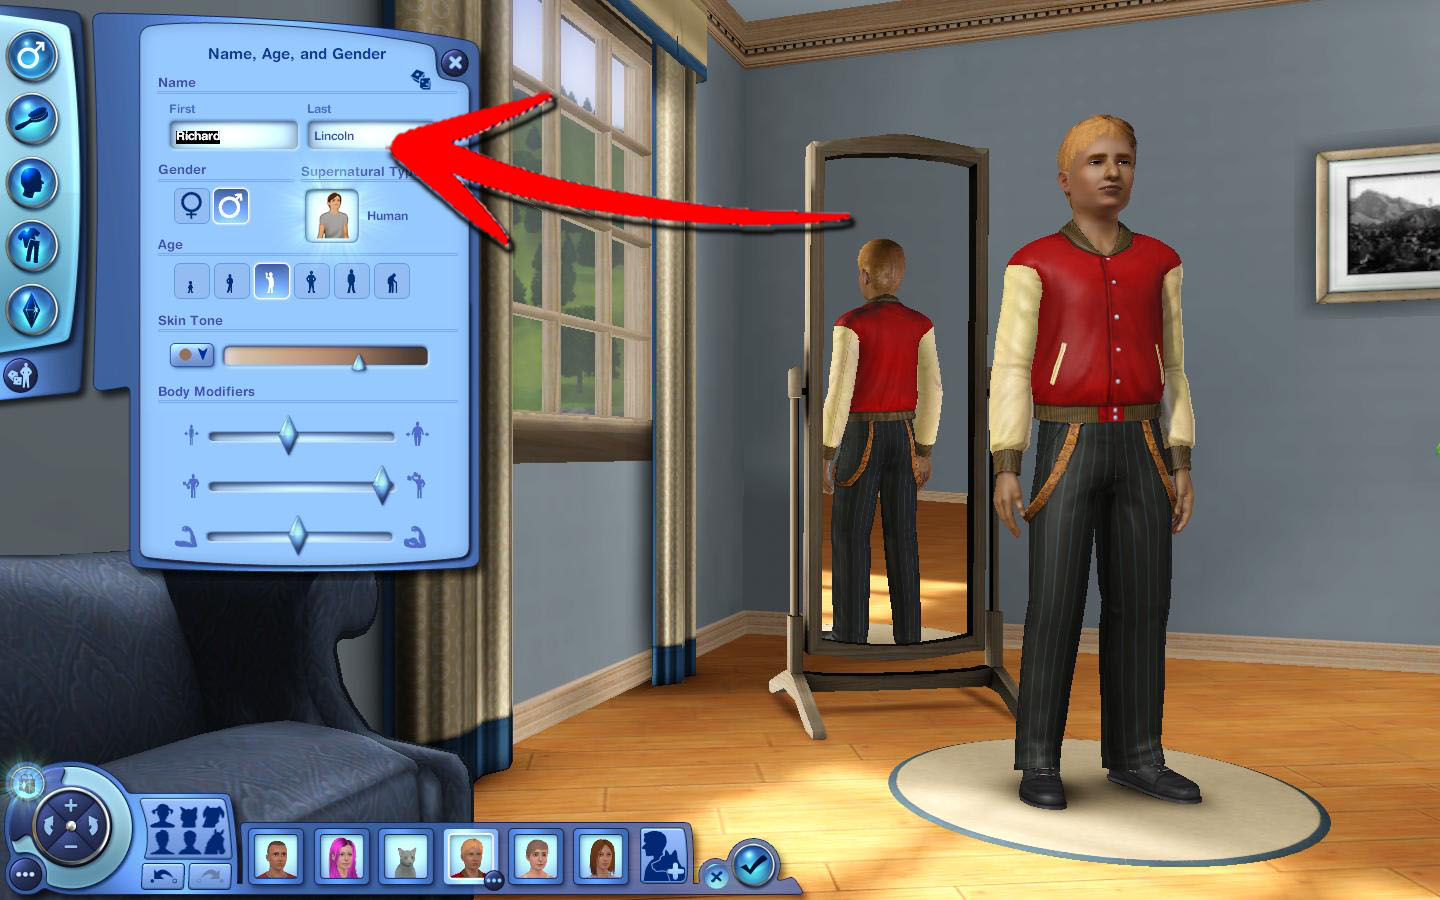 Name, Age, and Gender
Name
First Last
Richard Lincoln
Gender Supernatural Typ
Human
Age
Skin Tone
Body Modifiers